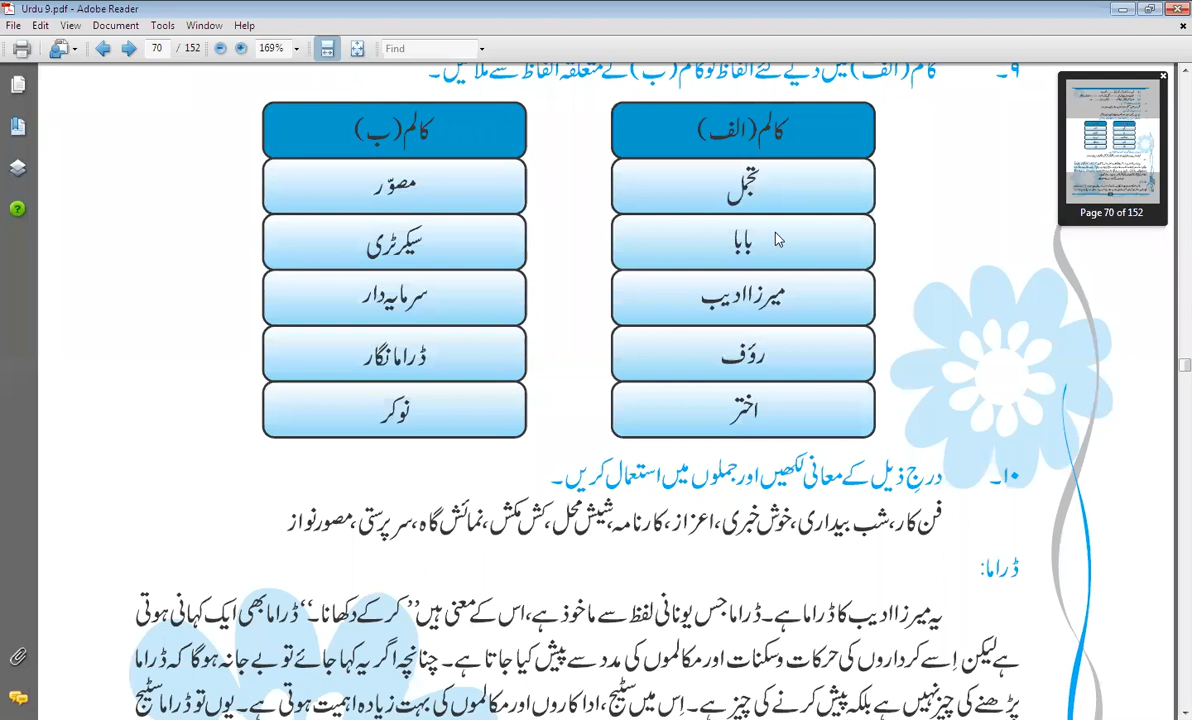 Urdu 9.pdf - Adobe Reader
File Edit View Document Tools Window Help
70 / 152 169% Find
۹۔ کالم (الف) میں دیے گئے الفاظ کو کالم (ب) کے متعلقہ الفاظ سے ملائیں۔
کالم (الف) کالم (ب)
تجمل مصوّر
بابا سیکرٹری
میرزا ادیب سرمایہ دار
رؤف ڈراما نگار
اختر نوکر
Page 70 of 152
۱۰۔ درجِ ذیل کے معانی لکھیں اور جملوں میں استعمال کریں۔
فن کار، شب بیداری، خوش خبری، اعزاز، کارنامہ، شیش محل، کش مکش، نمائش گاہ، سرپرستی، مصور نواز
ڈراما:
یہ میرزا ادیب کا ڈراما ہے۔ ڈراما جس یونانی لفظ سے ماخوذ ہے، اس کے معنی ہیں ”کر کے دکھانا۔“ ڈراما بھی ایک کہانی ہوتی
ہے لیکن اِسے کرداروں کی حرکات و سکنات اور مکالموں کی مدد سے پیش کیا جاتا ہے۔ چنانچہ اگر یہ کہا جائے تو بے جا نہ ہوگا کہ ڈراما
پڑھنے کی چیز نہیں ہے بلکہ پیش کرنے کی چیز ہے۔ اِس میں سٹیج، اداکاروں اور مکالموں کی بہت زیادہ اہمیت ہوتی ہے۔ یوں تو ڈراما سٹیج